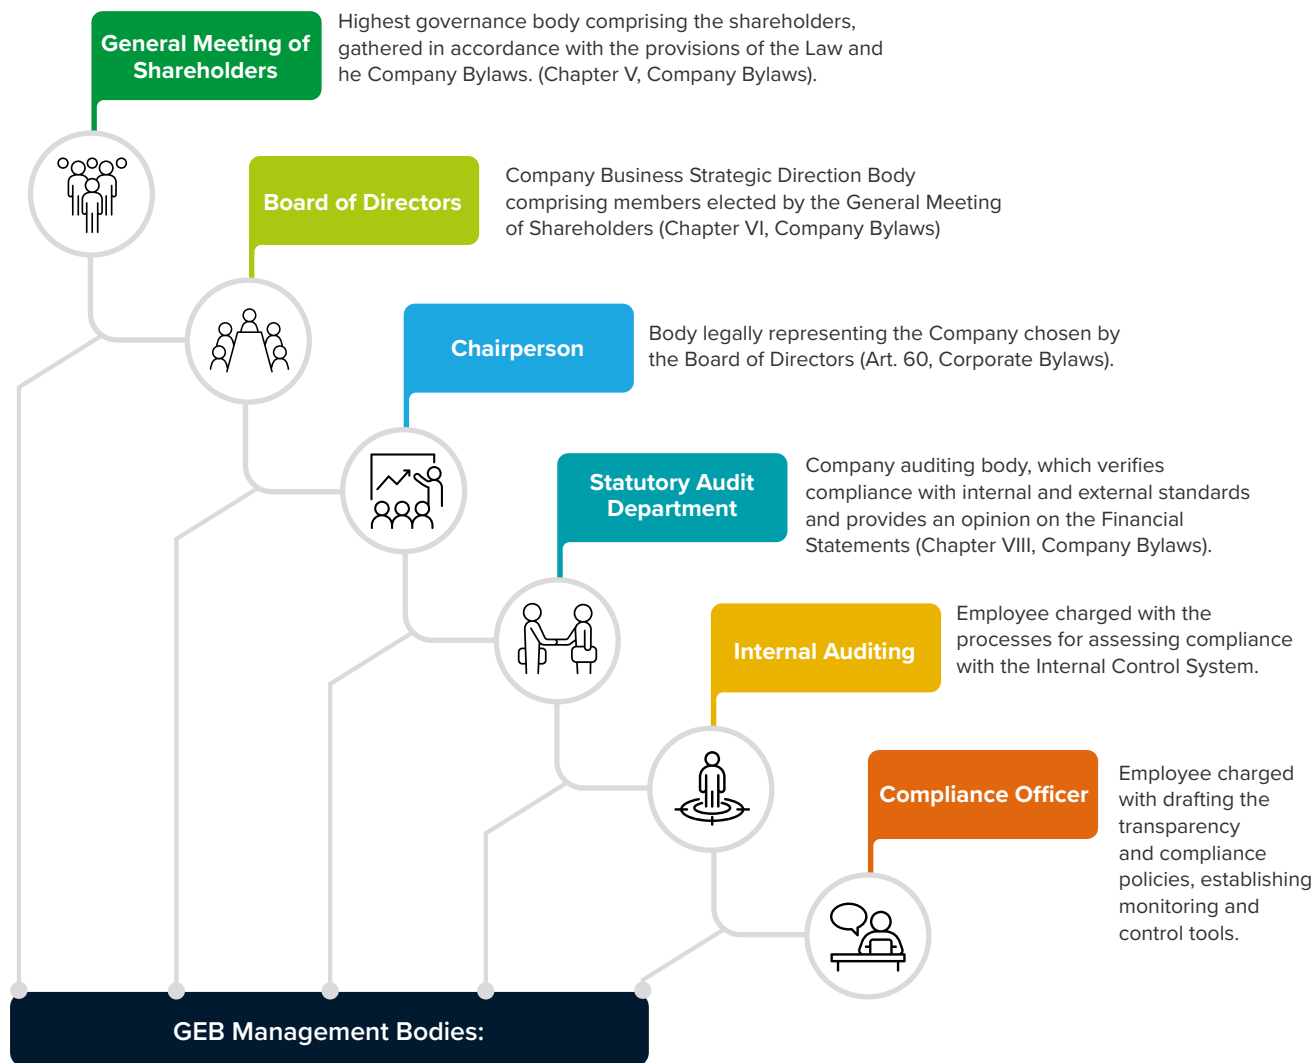 General Meeting of
Shareholders
Highest governance body comprising the shareholders,
gathered in accordance with the provisions of the Law and
he Company Bylaws. (Chapter V, Company Bylaws).
Board of Directors
Company Business Strategic Direction Body
comprising members elected by the General Meeting
of Shareholders (Chapter VI, Company Bylaws)
Chairperson
Body legally representing the Company chosen by
the Board of Directors (Art. 60, Corporate Bylaws).
Statutory Audit
Department
Company auditing body, which verifies
compliance with internal and external standards
and provides an opinion on the Financial
Statements (Chapter VIII, Company Bylaws).
Internal Auditing
Employee charged with the
processes for assessing compliance
with the Internal Control System.
Compliance Officer
Employee charged
with drafting the
transparency
and compliance
policies, establishing
monitoring and
control tools.
GEB Management Bodies: